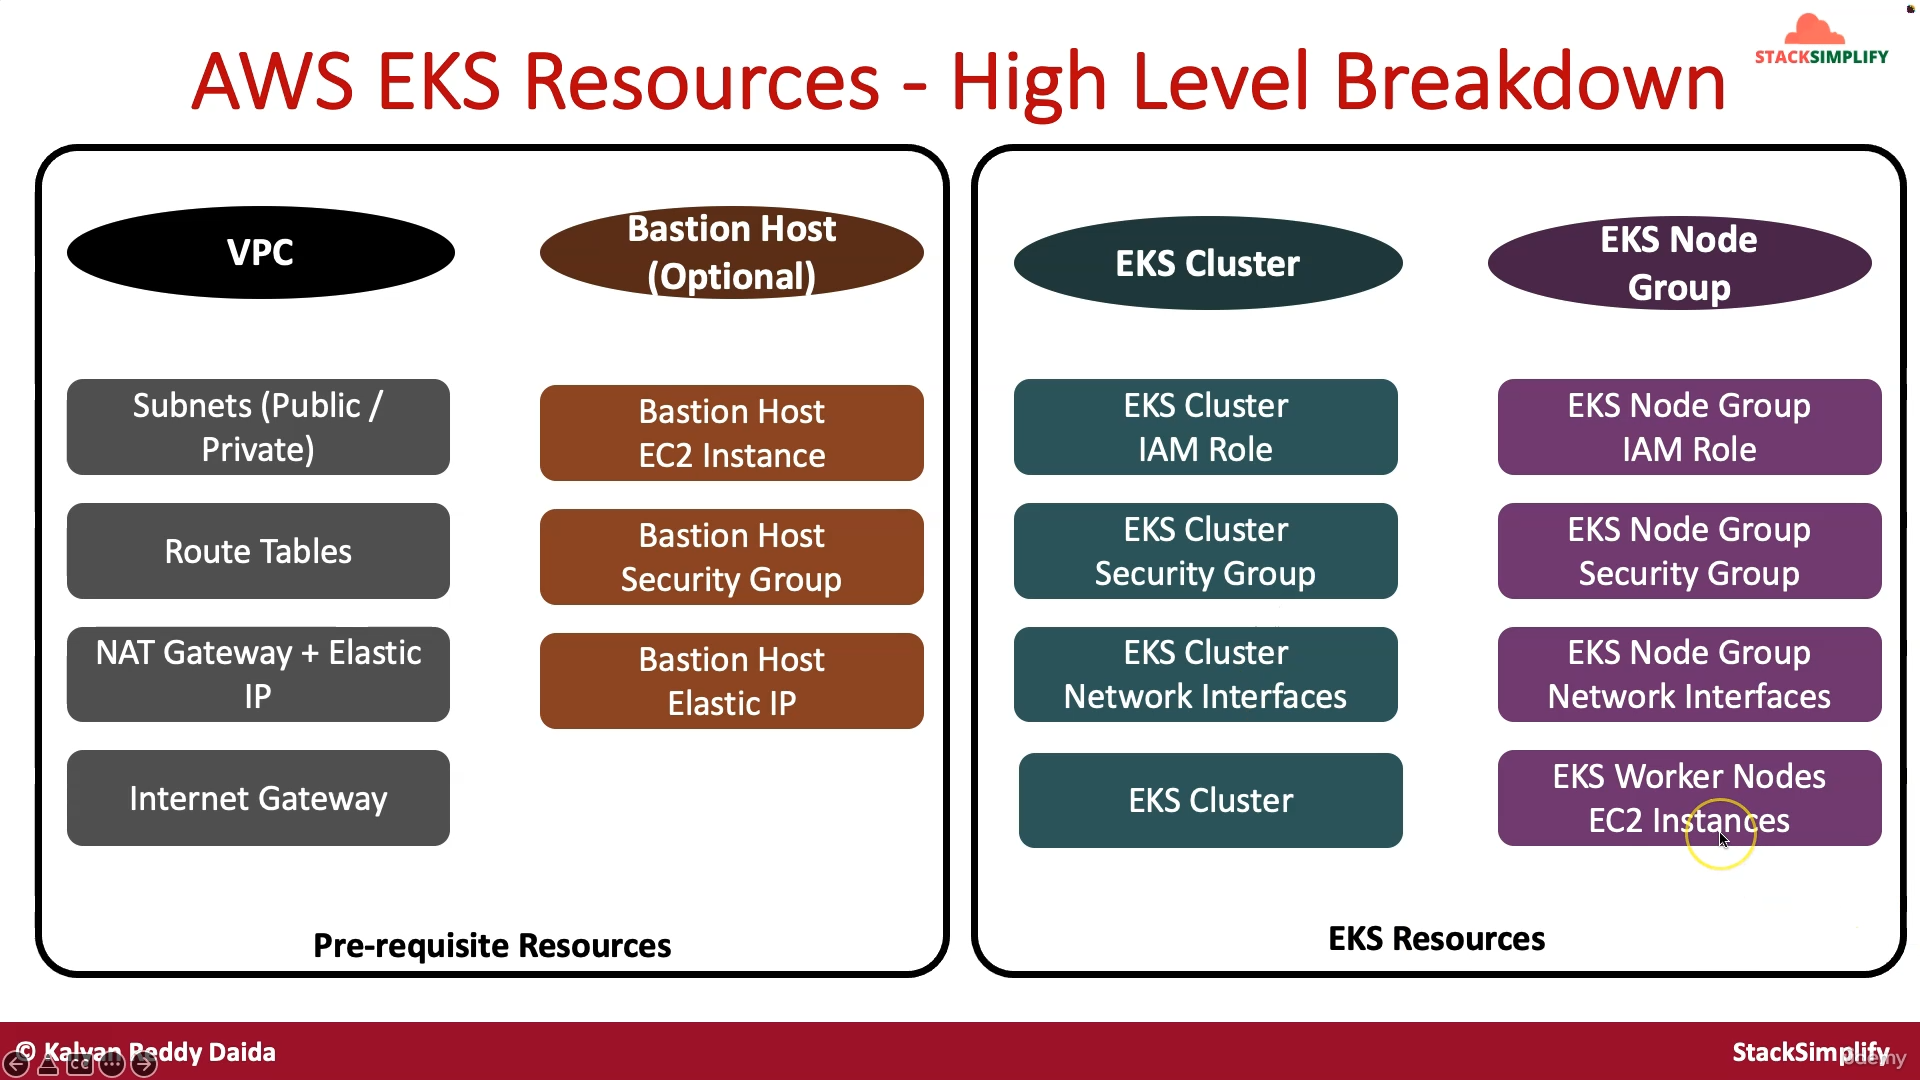 STACKSIMPLIFY
AWS EKS Resources - High Level Breakdown
VPC
Subnets (Public /
Private)
Route Tables
NAT Gateway + Elastic
IP
Internet Gateway
Bastion Host
(Optional)
Bastion Host
EC2 Instance
Bastion Host
Security Group
Bastion Host
Elastic IP
Pre-requisite Resources
EKS Cluster
EKS Cluster
IAM Role
EKS Cluster
Security Group
EKS Cluster
Network Interfaces
EKS Cluster
EKS Node
Group
EKS Node Group
IAM Role
EKS Node Group
Security Group
EKS Node Group
Network Interfaces
EKS Worker Nodes
EC2 Instances
EKS Resources
© Kalyan Reddy Daida
CC
StackSimplify
udemy